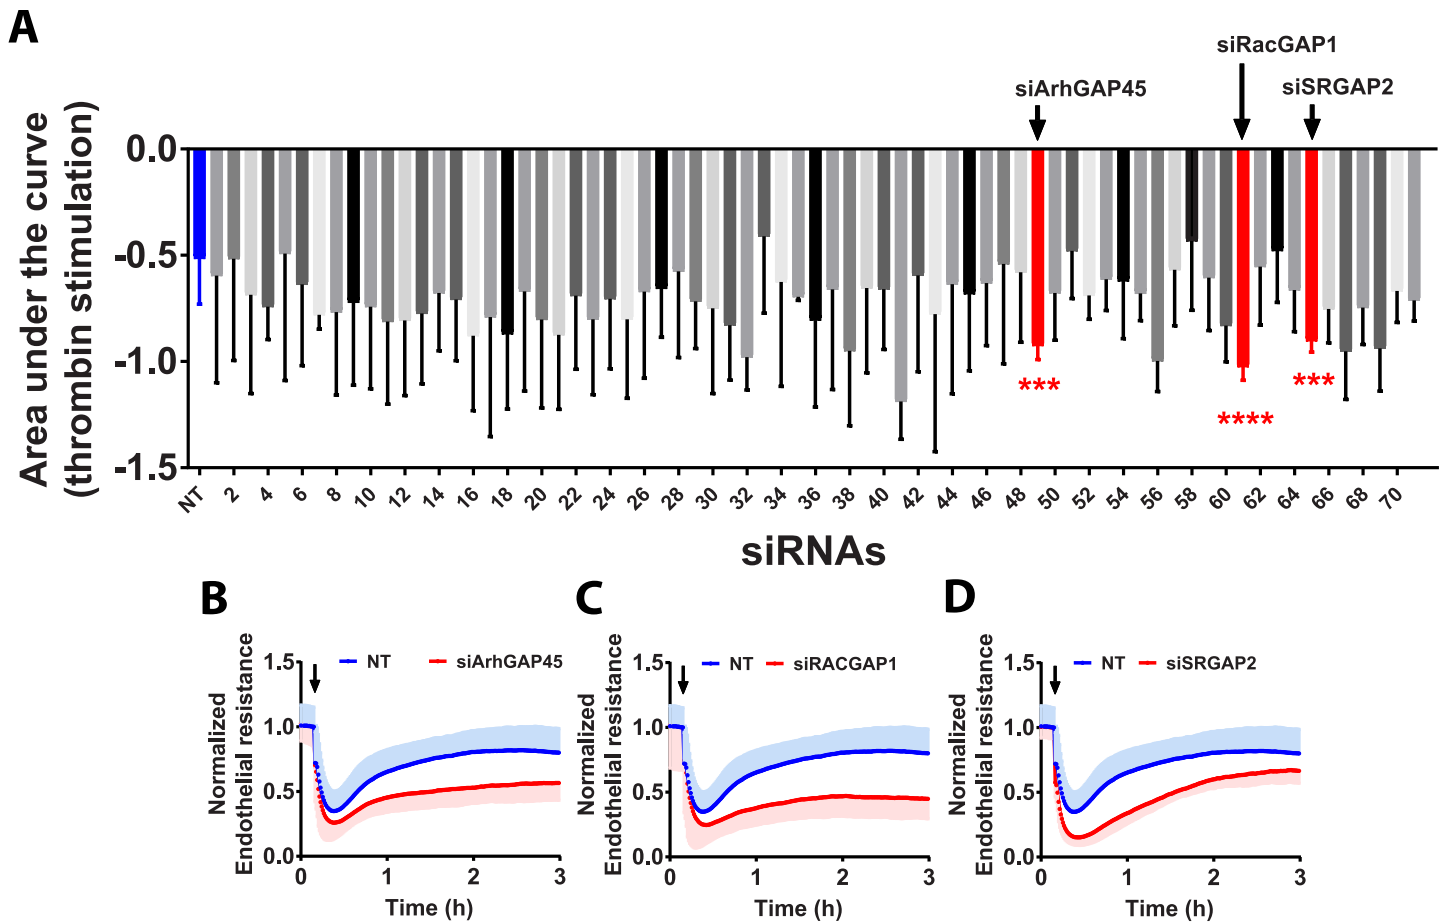 A
siRacGAP1
siArhGAP45
siSRGAP2
Area under the curve
(thrombin stimulation)
0.0
-0.5
-1.0
-1.5
***
****
***
NT 2 4 6 8 10 12 14 16 18 20 22 24 26 28 30 32 34 36 38 40 42 44 46 48 50 52 54 56 58 60 62 64 66 68 70
siRNAs
B
Normalized
Endothelial resistance
NT siArhGAP45
1.5
1.0
0.5
0.0
0 1 2 3
Time (h)
C
Normalized
Endothelial resistance
NT siRACGAP1
1.5
1.0
0.5
0.0
0 1 2 3
Time (h)
D
Normalized
Endothelial resistance
NT siSRGAP2
1.5
1.0
0.5
0.0
0 1 2 3
Time (h)